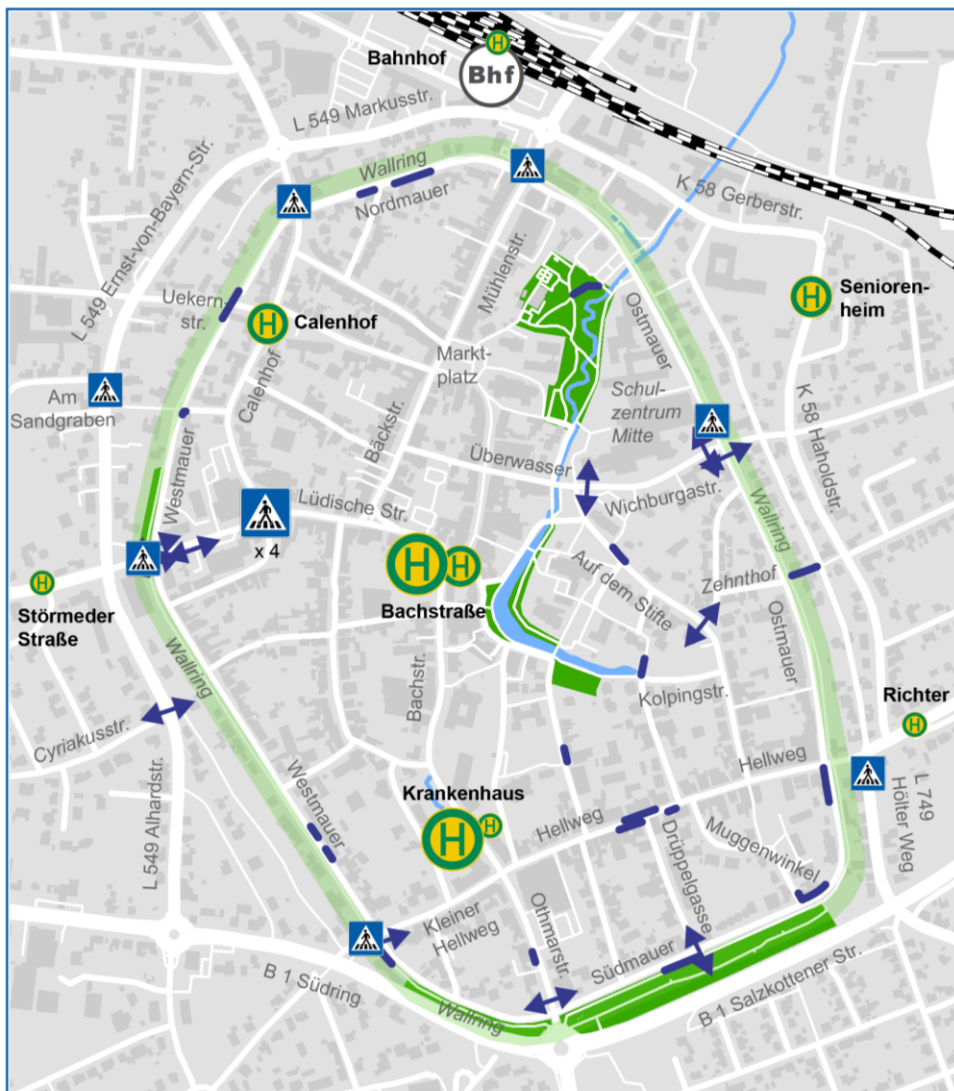 H
Bahnhof
Bhf
L 549 Markusstr.
Wallring
Nordmauer
K 58 Gerberstr.
L 549 Ernst-von-Bayern-Str.
Mühlenstr.
Uekern-
str.
H
Calenhof
H
Senioren-
heim
Ostmauer
Markt-
platz
Calenhof
Schul-
zentrum
Mitte
Am
Sandgraben
K 58 Haholdstr.
Bäckstr.
Westmauer
Überwasser
Wichburgastr.
Lüdische Str.
x 4
Wallring
H
H
Bachstraße
Auf dem Stifte
Zehnthof
H
Störmeder
Straße
Wallring
Ostmauer
Bachstr.
Kolpingstr.
Cyriakusstr.
Richter
H
Hellweg
Westmauer
L 549 Alhardstr.
Krankenhaus
H
H
Hellweg
L 749
Hölter Weg
Drüppelgasse
Muggenwinkel
Kleiner
Hellweg
Othmarstr.
Südmauer
B 1 Südring
Wallring
B 1 Salzkottener Str.